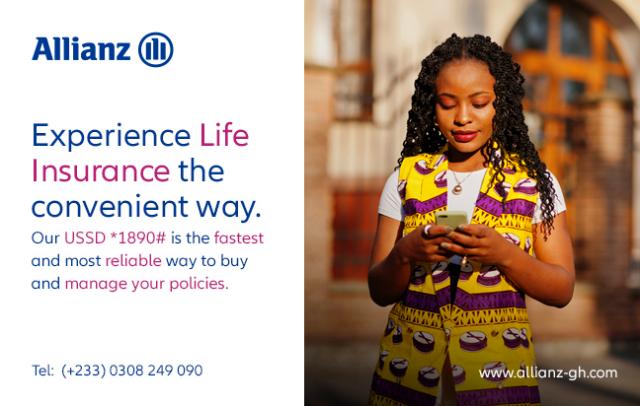 Allianz
Experience Life
Insurance the
convenient way.
Our USSD *1890# is the fastest
and most reliable way to buy
and manage your policies.
Tel: (+233) 0308 249 090
www.allianz-gh.com